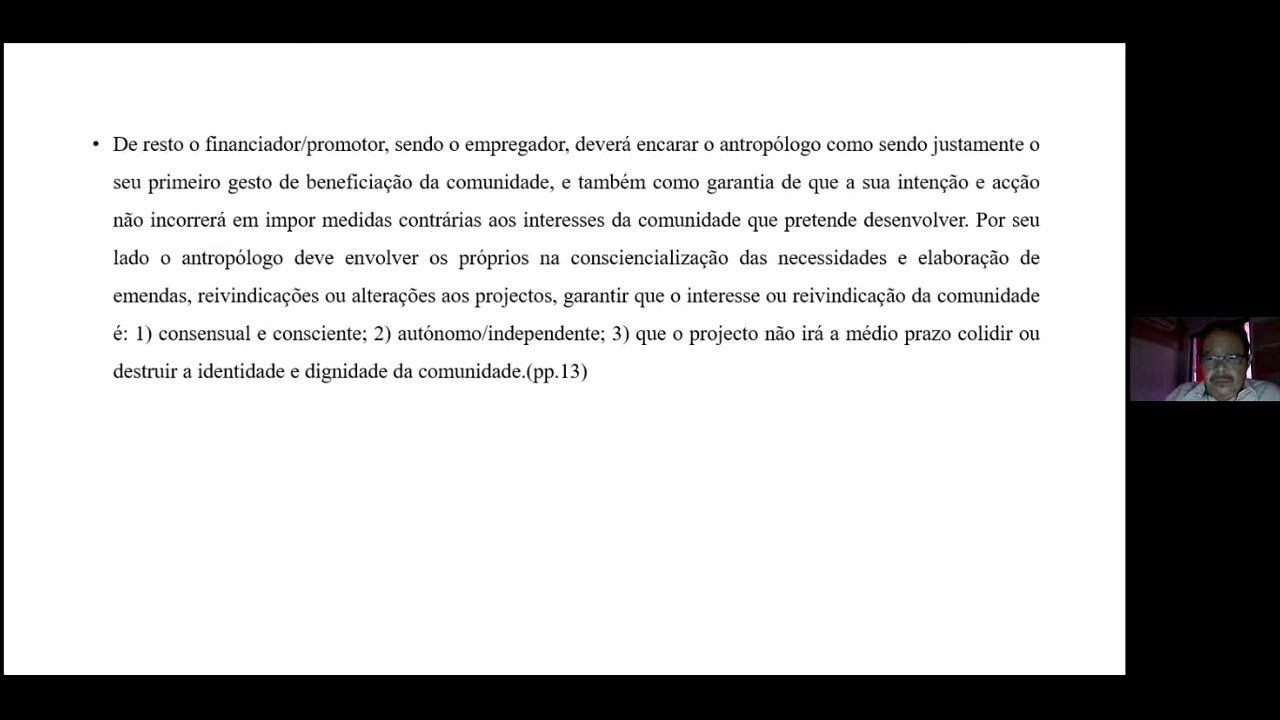 • De resto o financiador/promotor, sendo o empregador, deverá encarar o antropólogo como sendo justamente o
seu primeiro gesto de beneficiação da comunidade, e também como garantia de que a sua intenção e acção
não incorrerá em impor medidas contrárias aos interesses da comunidade que pretende desenvolver. Por seu
lado o antropólogo deve envolver os próprios na consciencialização das necessidades e elaboração de
emendas, reivindicações ou alterações aos projectos, garantir que o interesse ou reivindicação da comunidade
é: 1) consensual e consciente; 2) autónomo/independente; 3) que o projecto não irá a médio prazo colidir ou
destruir a identidade e dignidade da comunidade.(pp.13)